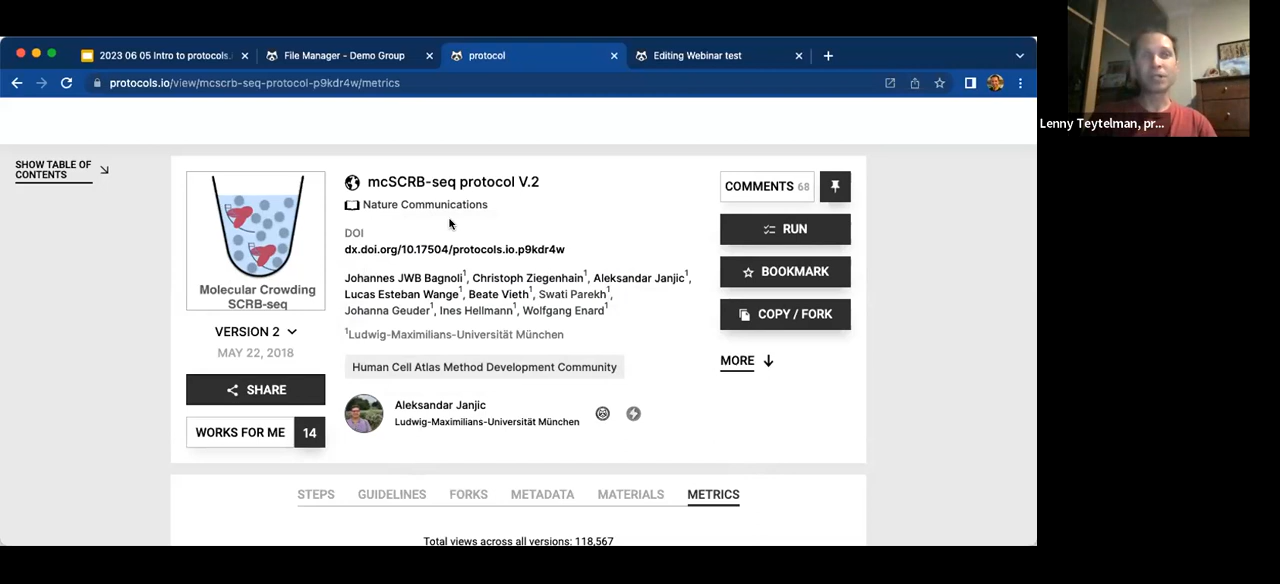 2023 06 05 Intro to protocols.
File Manager - Demo Group
protocol
Editing Webinar test
protocols.io/view/mcscrb-seq-protocol-p9kdr4w/metrics
Lenny Teytelman, pr...
SHOW TABLE OF
CONTENTS
Molecular Crowding
SCRB-seq
VERSION 2
MAY 22, 2018
SHARE
WORKS FOR ME 14
mcSCRB-seq protocol V.2
Nature Communications
DOI
dx.doi.org/10.17504/protocols.io.p9kdr4w
Johannes JWB Bagnoli1, Christoph Ziegenhain1, Aleksandar Janjic1,
Lucas Esteban Wange1, Beate Vieth1, Swati Parekh1,
Johanna Geuder1, Ines Hellmann1, Wolfgang Enard1
1Ludwig-Maximilians-Universität München
Human Cell Atlas Method Development Community
Aleksandar Janjic
Ludwig-Maximilians-Universität München
COMMENTS 68
RUN
BOOKMARK
COPY / FORK
MORE
STEPS GUIDELINES FORKS METADATA MATERIALS METRICS
Total views across all versions: 118,567